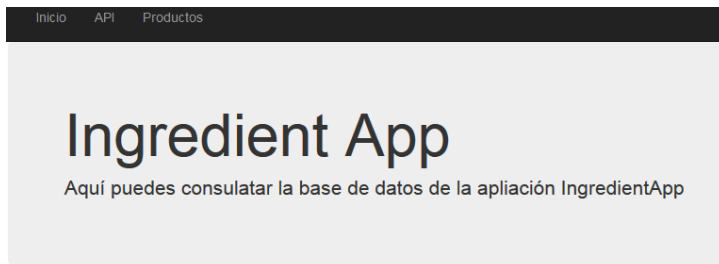 Inicio API Productos
Ingredient App
Aquí puedes consulatar la base de datos de la apliación IngredientApp